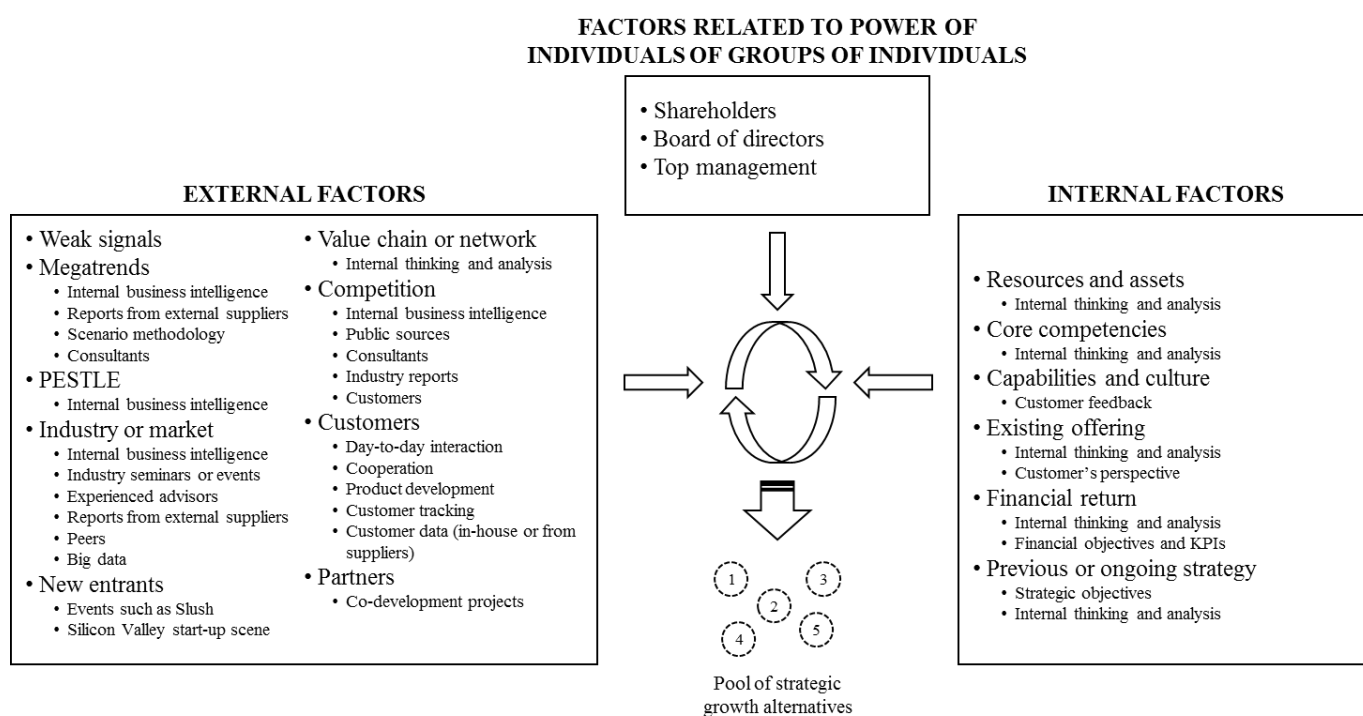 FACTORS RELATED TO POWER OF
INDIVIDUALS OF GROUPS OF INDIVIDUALS
• Shareholders
• Board of directors
• Top management
EXTERNAL FACTORS
• Weak signals
• Megatrends
• Internal business intelligence
• Reports from external suppliers
• Scenario methodology
• Consultants
• PESTLE
• Internal business intelligence
• Industry or market
• Internal business intelligence
• Industry seminars or events
• Experienced advisors
• Reports from external suppliers
• Peers
• Big data
• New entrants
• Events such as Slush
• Silicon Valley start-up scene
• Value chain or network
• Internal thinking and analysis
• Competition
• Internal business intelligence
• Public sources
• Consultants
• Industry reports
• Customers
• Customers
• Day-to-day interaction
• Cooperation
• Product development
• Customer tracking
• Customer data (in-house or from
suppliers)
• Partners
• Co-development projects
INTERNAL FACTORS
• Resources and assets
• Internal thinking and analysis
• Core competencies
• Internal thinking and analysis
• Capabilities and culture
• Customer feedback
• Existing offering
• Internal thinking and analysis
• Customer's perspective
• Financial return
• Internal thinking and analysis
• Financial objectives and KPIs
• Previous or ongoing strategy
• Strategic objectives
• Internal thinking and analysis
1
3
2
4
5
Pool of strategic
growth alternatives